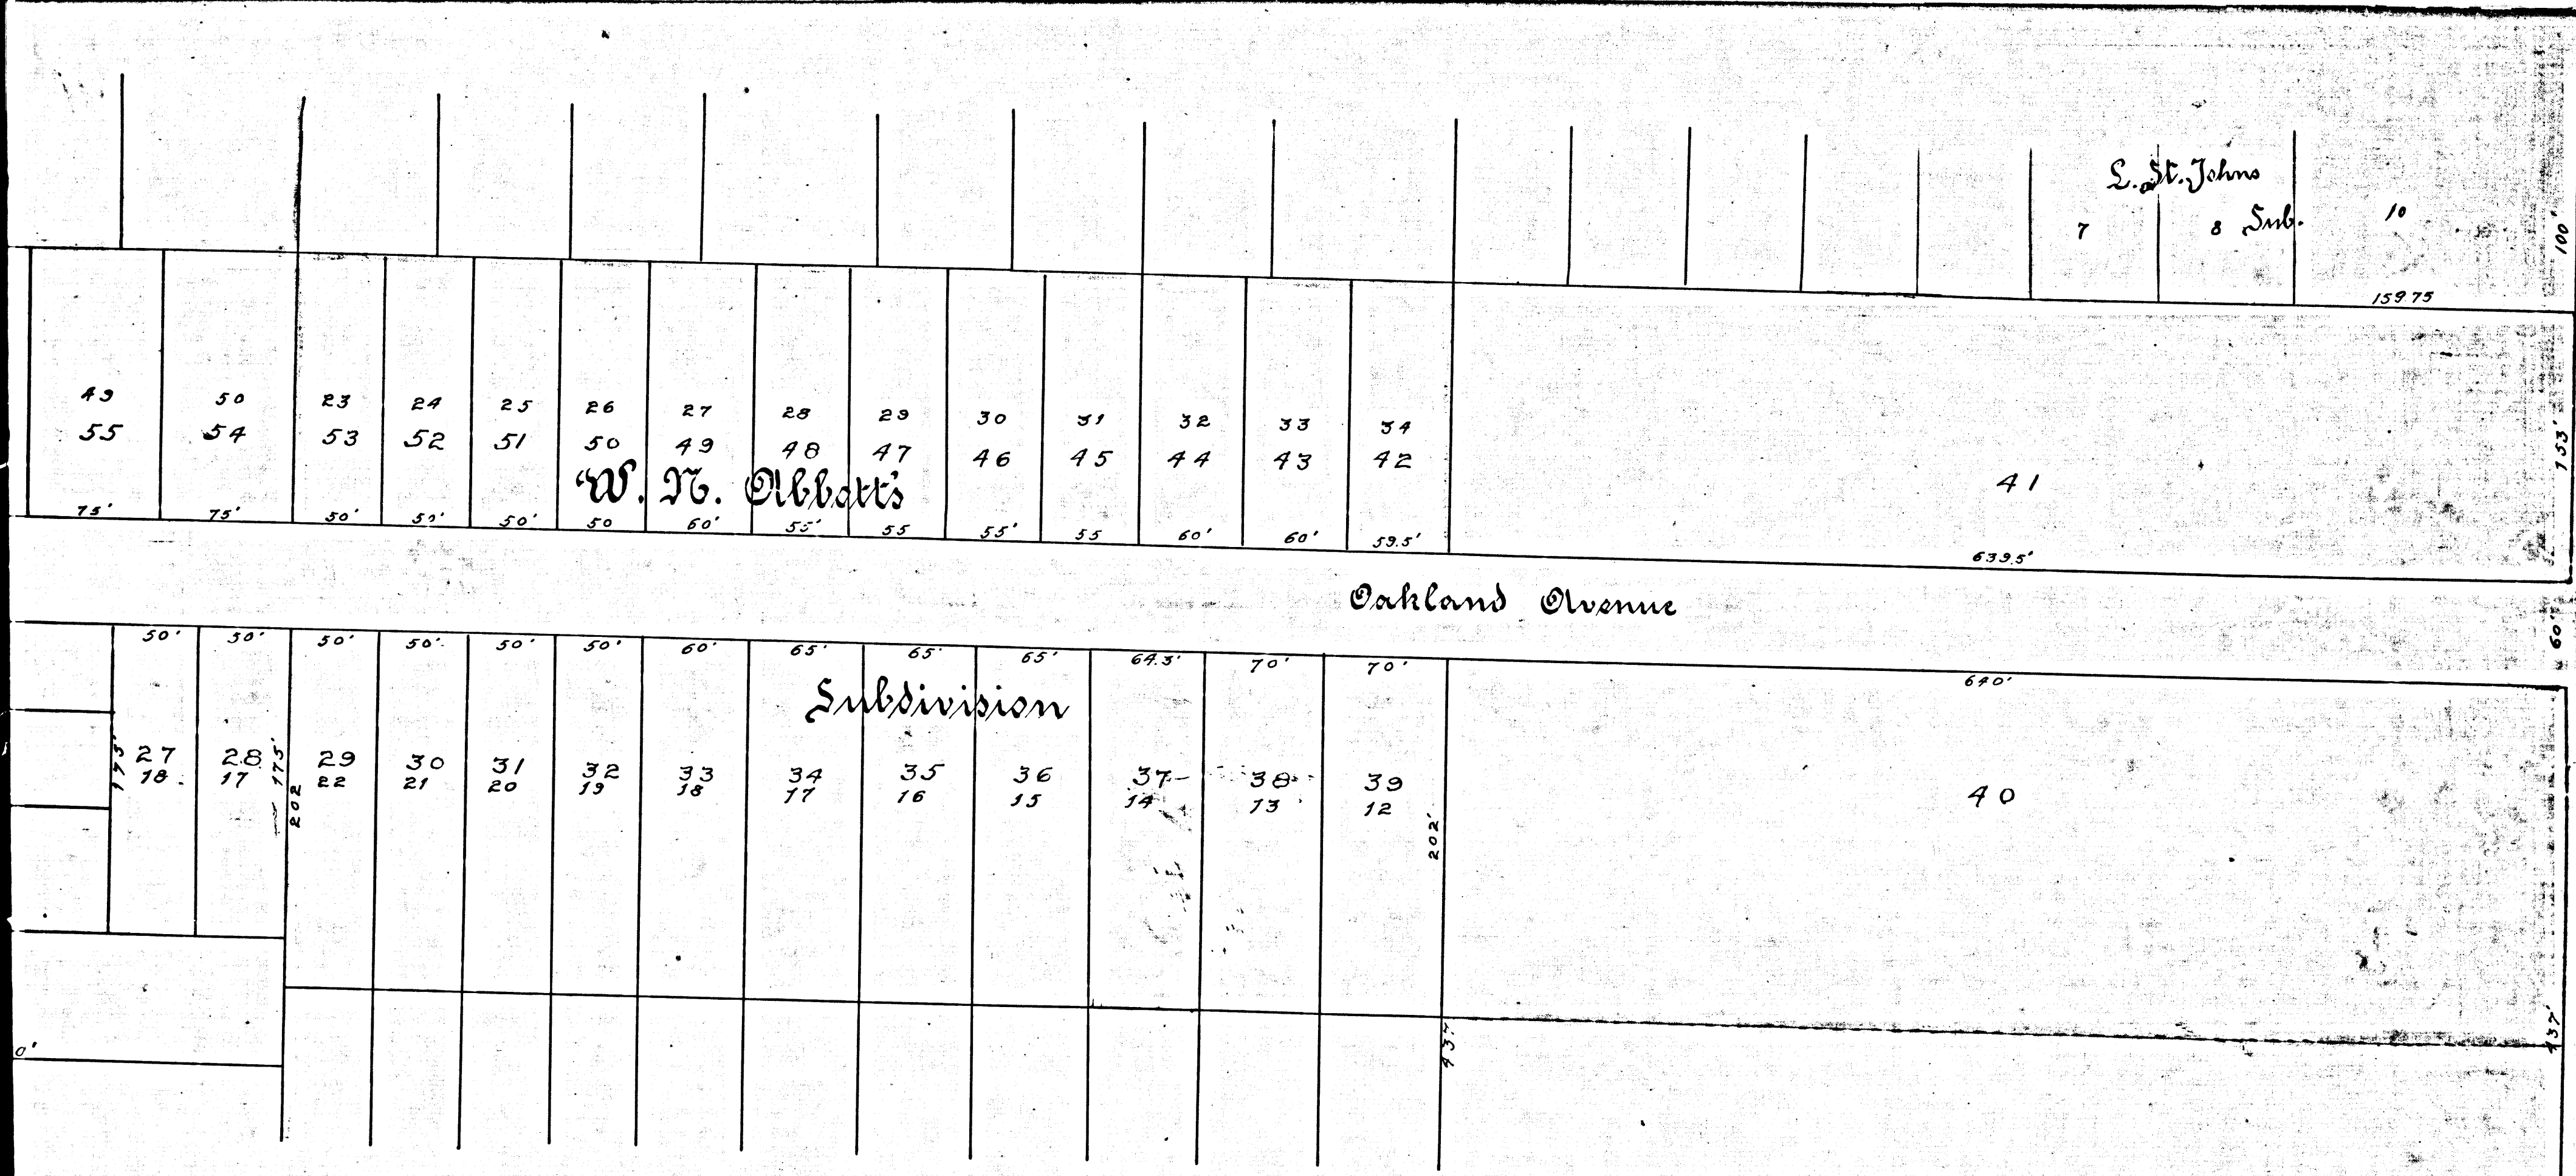 L. St. Johns
7 8 Sub. 10
100'
159.75
49 50 23 24 25 26 27 28 29 30 31 32 33 34
55 54 53 52 51 50 49 48 47 46 45 44 43 42 41
153'
W. N. Abbott's
75' 75' 50' 50' 50' 50 60' 55' 55 55' 55 60' 60' 59.5' 639.5'
Oakland Avenue
60'
50' 50' 50' 50' 50' 50' 60' 65' 65' 65' 64.3' 70' 70' 640'
Subdivision
175' 27 28 175' 29 30 31 32 33 34 35 36 37 38 39 40
18 17 202 22 21 20 19 18 17 16 15 14 13 12 202'
0' 437 437'